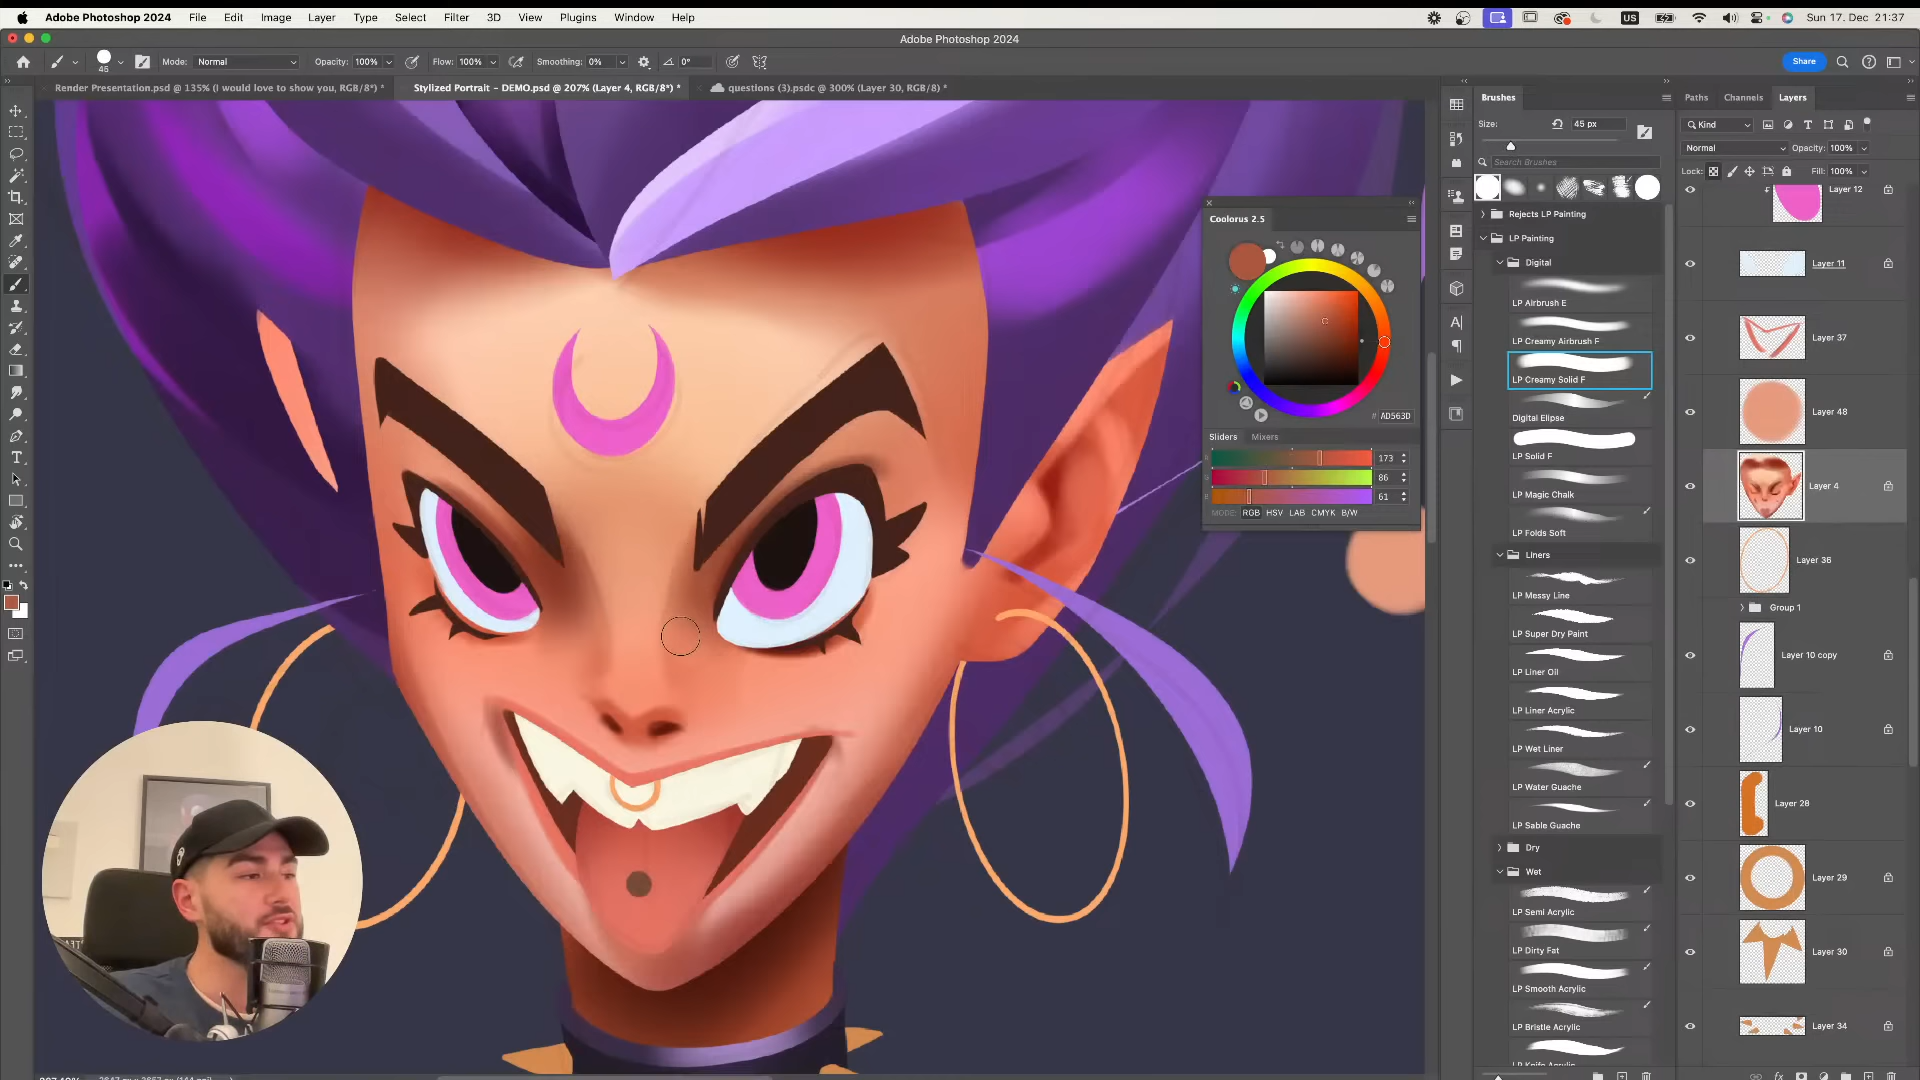 Adobe Photoshop 2024 File Edit Image Layer Type Select Filter 3D View Plugins Window Help US Sun 17. Dec 21:37
Adobe Photoshop 2024
45 Mode: Normal Opacity: 100% Flow: 100% Smoothing: 0% 0° Share
Render Presentation.psd @ 135% (I would love to show you, RGB/8*) * Stylized Portrait - DEMO.psd @ 207% (Layer 4, RGB/8*) * questions (3).psdc @ 300% (Layer 30, RGB/8) *
Coolorus 2.5
# AD563D
Sliders Mixers
173
86
61
MODE: RGB HSV LAB CMYK B/W
Brushes
Size: 45 px
Search Brushes
Rejects LP Painting
LP Painting
Digital
LP Airbrush E
LP Creamy Airbrush F
LP Creamy Solid F
Digital Elipse
LP Solid F
LP Magic Chalk
LP Folds Soft
Liners
LP Messy Line
LP Super Dry Paint
LP Liner Oil
LP Liner Acrylic
LP Wet Liner
LP Water Guache
LP Sable Guache
Dry
Wet
LP Semi Acrylic
LP Dirty Fat
LP Smooth Acrylic
LP Bristle Acrylic
Paths Channels Layers
Kind
Normal Opacity: 100%
Lock: Fill: 100%
Layer 12
Layer 11
Layer 37
Layer 48
Layer 4
Layer 36
Group 1
Layer 10 copy
Layer 10
Layer 28
Layer 29
Layer 30
Layer 34